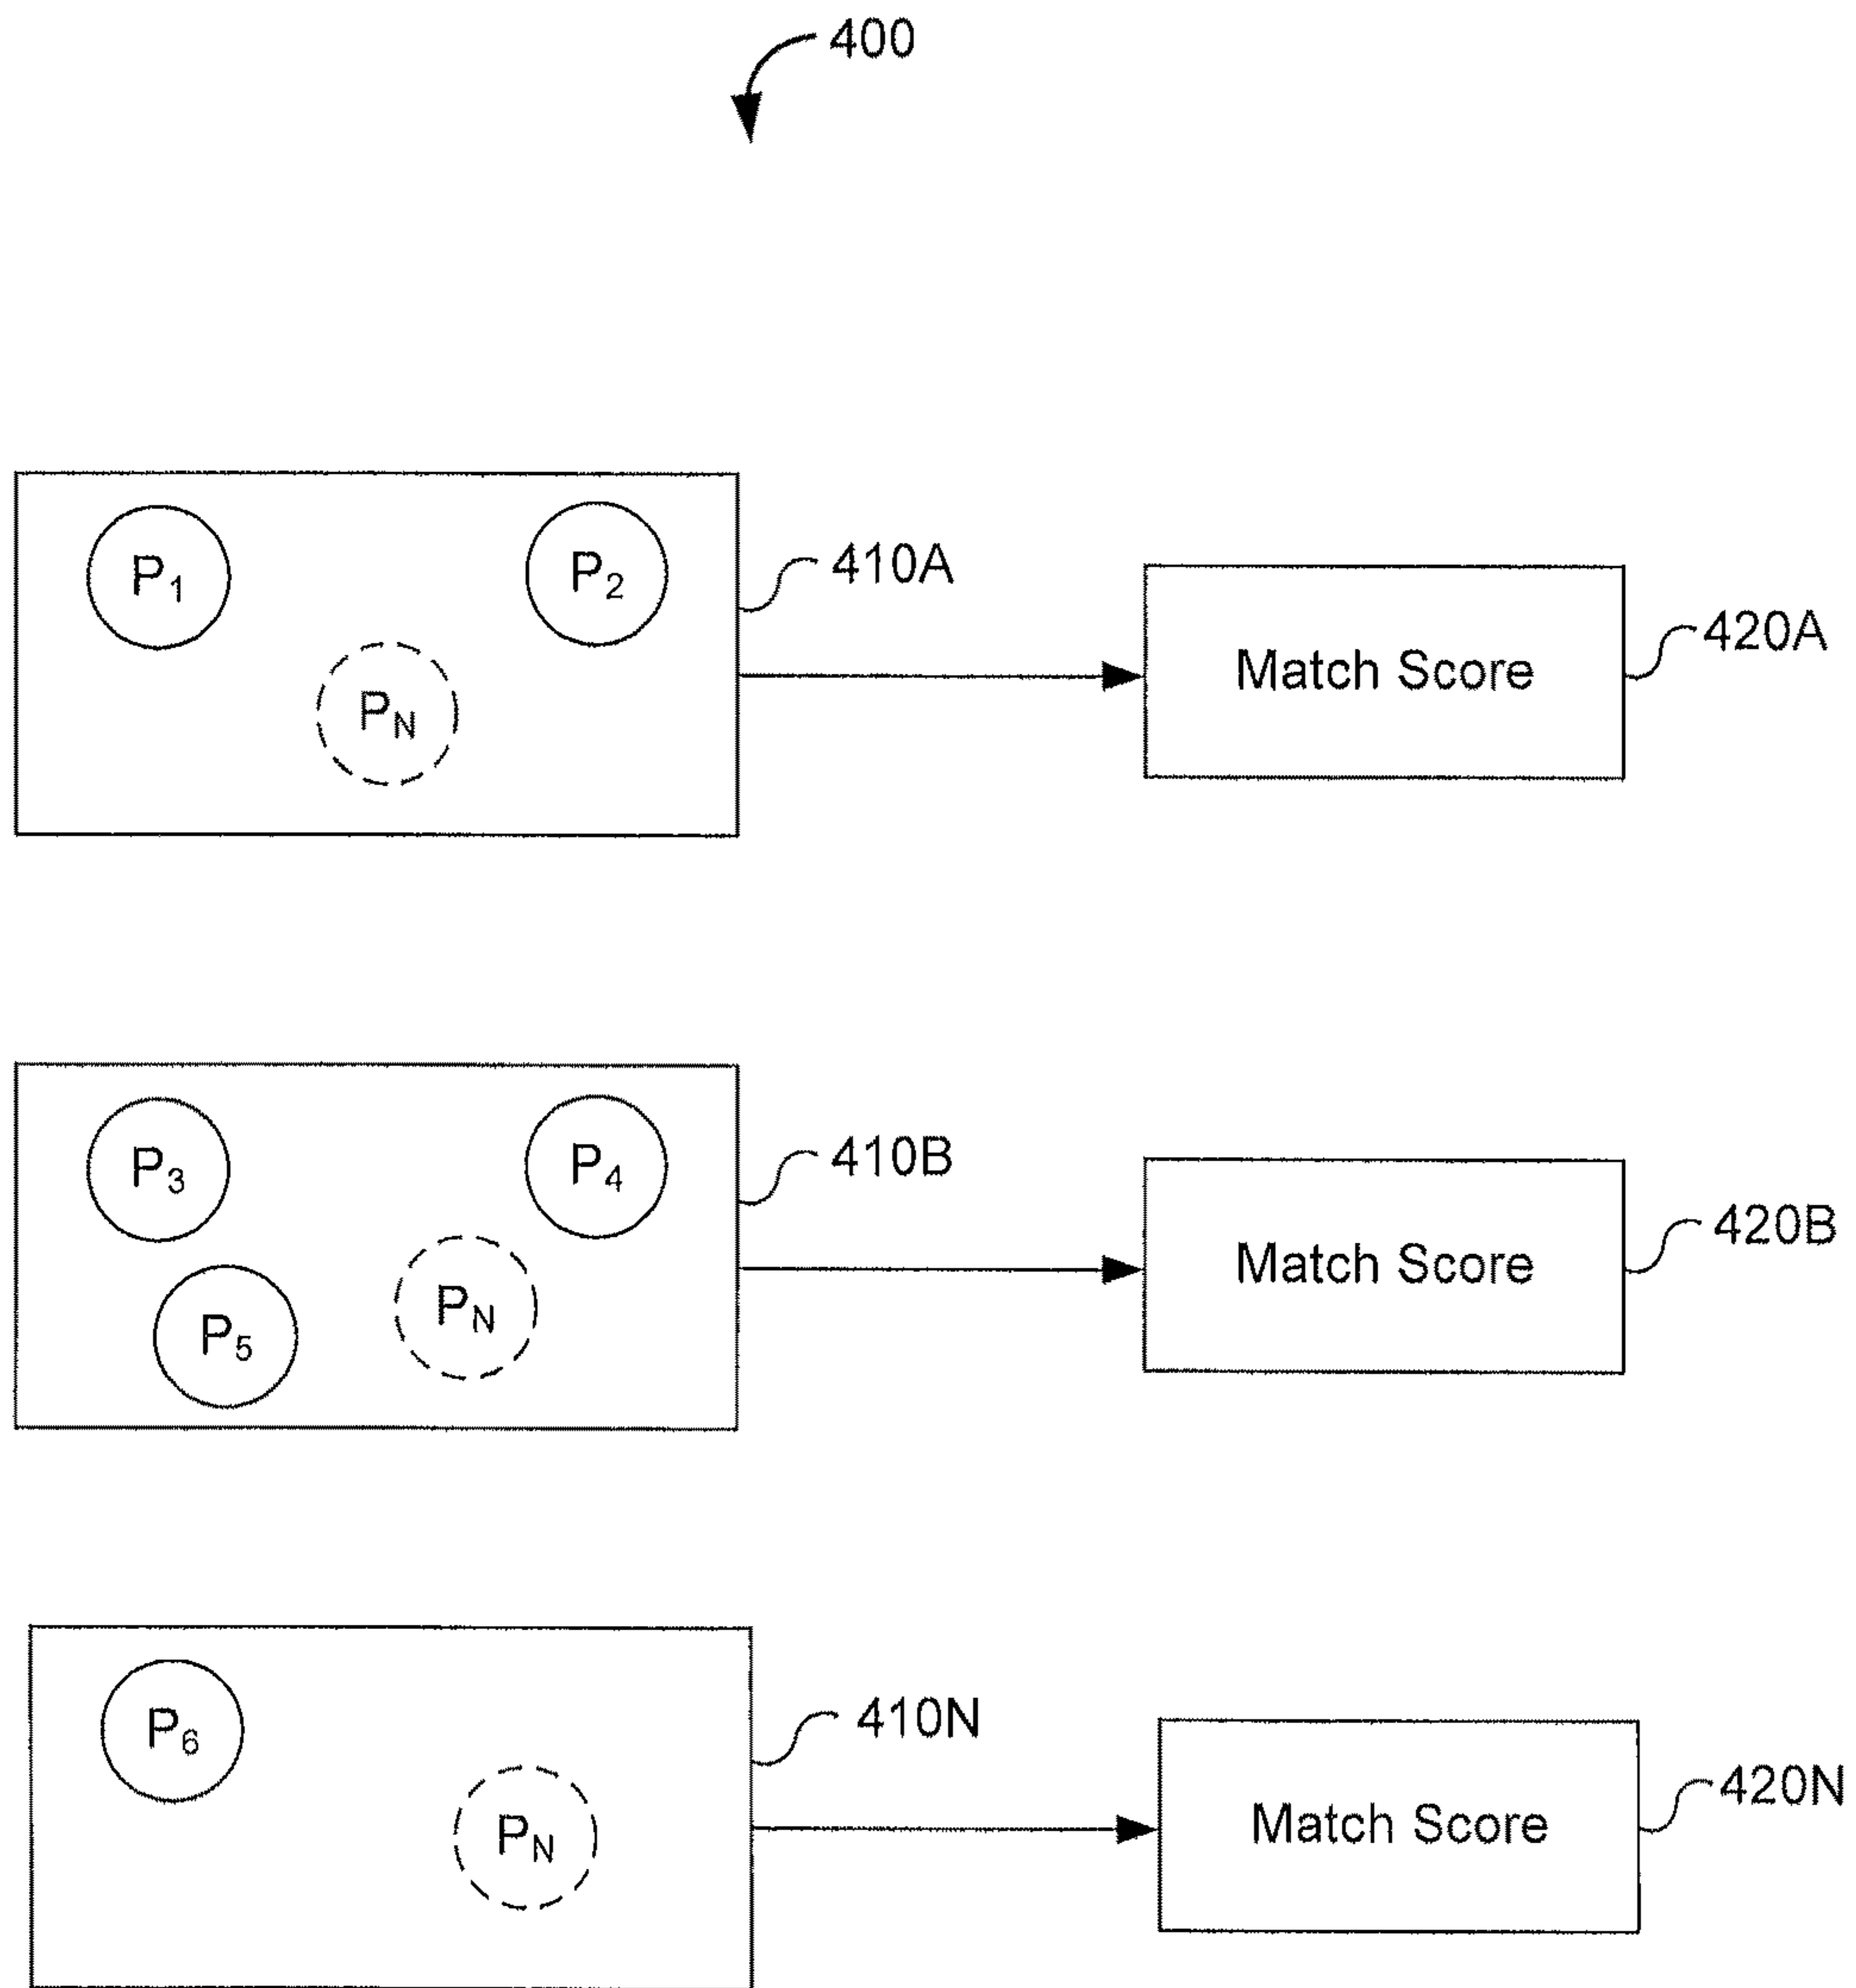 400
P₁
P₂
410A
Pₙ
Match Score
420A
P₃
P₄
410B
P₅
Pₙ
Match Score
420B
P₆
410N
Pₙ
Match Score
420N